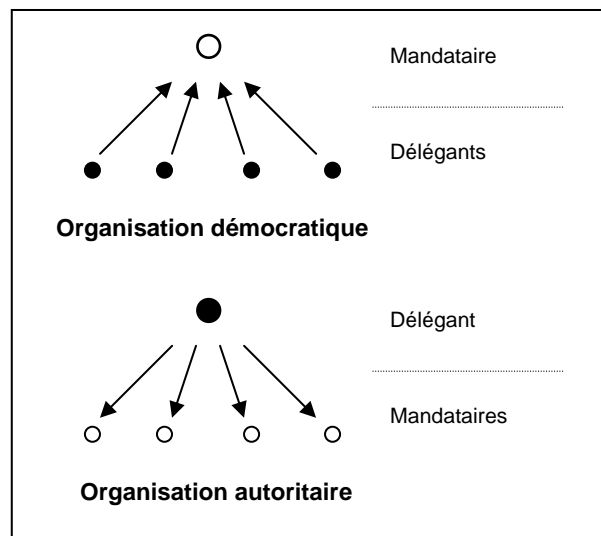 Mandataire
Délégants
Organisation démocratique
Délégant
Mandataires
Organisation autoritaire